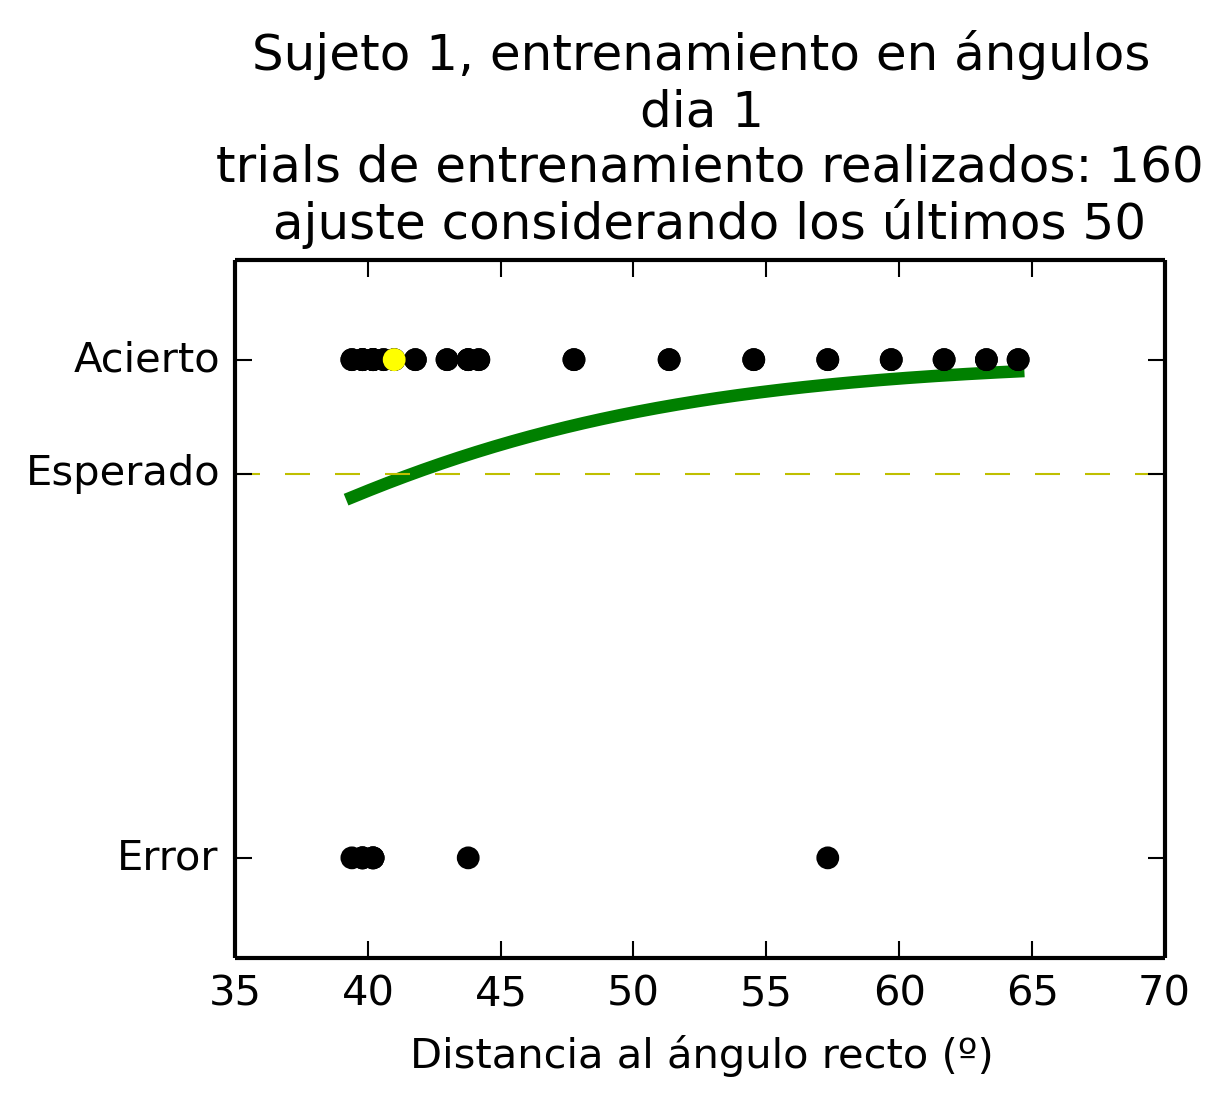 Sujeto 1, entrenamiento en ángulos
dia 1
trials de entrenamiento realizados: 160
ajuste considerando los últimos 50
Acierto
Esperado
Error
35 40 45 50 55 60 65 70
Distancia al ángulo recto (º)